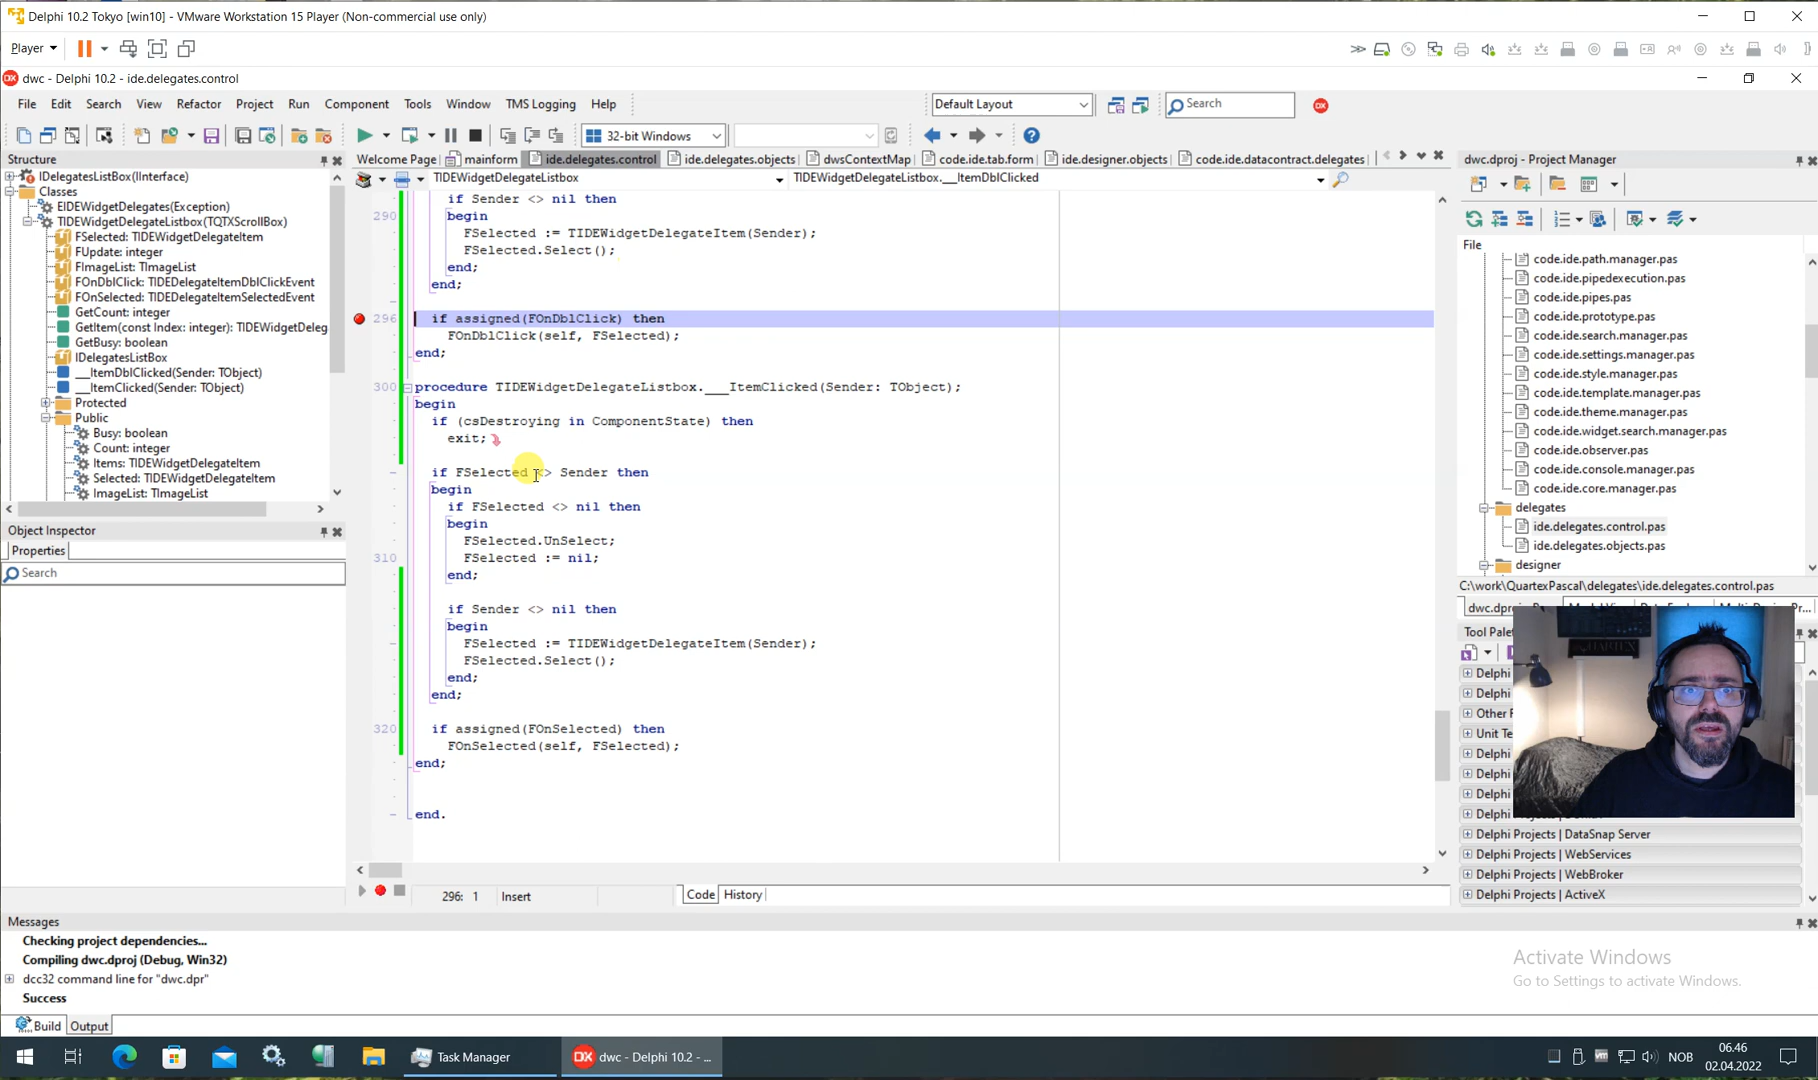 Delphi 10.2 Tokyo [win10] - VMware Workstation 15 Player (Non-commercial use only)
Player
dwc - Delphi 10.2 - ide.delegates.control
File Edit Search View Refactor Project Run Component Tools Window TMS Logging Help
Default Layout
Search
32-bit Windows
Structure
Welcome Page mainform ide.delegates.control ide.delegates.objects dwsContextMap code.ide.tab.form ide.designer.objects code.ide.datacontract.delegates
dwc.dproj - Project Manager
IDelegatesListBox(IInterface)
Classes
EIDEWidgetDelegates(Exception)
TIDEWidgetDelegateListbox(TQTXScrollBox)
FSelected: TIDEWidgetDelegateItem
FUpdate: integer
FImageList: TImageList
FOnDblClick: TIDEDelegateItemDblClickEvent
FOnSelected: TIDEDelegateItemSelectedEvent
GetCount: integer
GetItem(const Index: integer): TIDEWidgetDeleg
GetBusy: boolean
IDelegatesListBox
___ItemDblClicked(Sender: TObject)
___ItemClicked(Sender: TObject)
Protected
Public
Busy: boolean
Count: integer
Items: TIDEWidgetDelegateItem
Selected: TIDEWidgetDelegateItem
ImageList: TImageList
Object Inspector
Properties
Search
TIDEWidgetDelegateListbox TIDEWidgetDelegateListbox.___ItemDblClicked
if Sender <> nil then
290 begin
FSelected := TIDEWidgetDelegateItem(Sender);
FSelected.Select();
end;
end;
296 if assigned(FOnDblClick) then
FOnDblClick(self, FSelected);
end;
300 procedure TIDEWidgetDelegateListbox.___ItemClicked(Sender: TObject);
begin
if (csDestroying in ComponentState) then
exit;
if FSelected <> Sender then
begin
if FSelected <> nil then
begin
FSelected.UnSelect;
310 FSelected := nil;
end;
if Sender <> nil then
begin
FSelected := TIDEWidgetDelegateItem(Sender);
FSelected.Select();
end;
end;
320 if assigned(FOnSelected) then
FOnSelected(self, FSelected);
end;
end.
296: 1 Insert
Code History
File
code.ide.path.manager.pas
code.ide.pipedexecution.pas
code.ide.pipes.pas
code.ide.prototype.pas
code.ide.search.manager.pas
code.ide.settings.manager.pas
code.ide.style.manager.pas
code.ide.template.manager.pas
code.ide.theme.manager.pas
code.ide.widget.search.manager.pas
code.ide.observer.pas
code.ide.console.manager.pas
code.ide.core.manager.pas
delegates
ide.delegates.control.pas
ide.delegates.objects.pas
designer
C:\work\QuartexPascal\delegates\ide.delegates.control.pas
Tool Palet
Delphi
Delphi
Other F
Unit Te
Delphi
Delphi
Delphi
Delphi Projects | DataSnap Server
Delphi Projects | WebServices
Delphi Projects | WebBroker
Delphi Projects | ActiveX
Messages
Checking project dependencies...
Compiling dwc.dproj (Debug, Win32)
dcc32 command line for "dwc.dpr"
Success
Build Output
Activate Windows
Go to Settings to activate Windows.
Task Manager
dwc - Delphi 10.2 - ...
NOB
06.46
02.04.2022